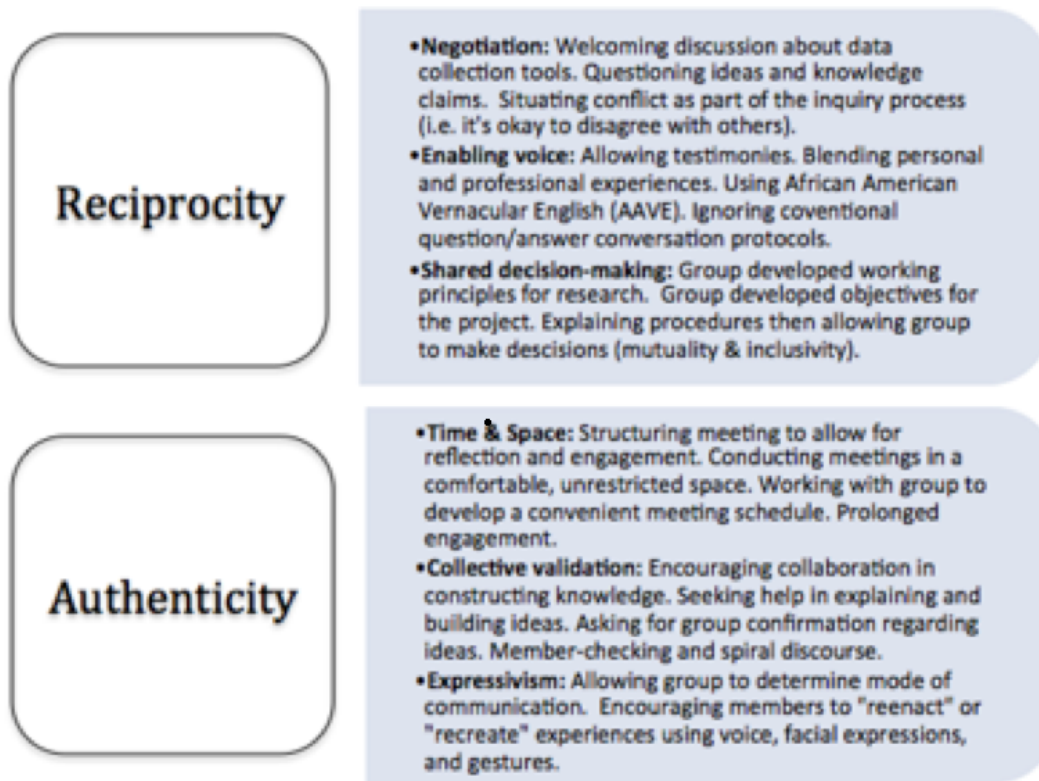 Reciprocity
•Negotiation: Welcoming discussion about data
collection tools. Questioning ideas and knowledge
claims.  Situating conflict as part of the inquiry process
(i.e. it's okay to disagree with others).
•Enabling voice: Allowing testimonies. Blending personal
and professional experiences. Using African American
Vernacular English (AAVE). Ignoring coventional
question/answer conversation protocols.
•Shared decision-making: Group developed working
principles for research.  Group developed objectives for
the project. Explaining procedures then allowing group
to make descisions (mutuality & inclusivity).
Authenticity
•Time & Space: Structuring meeting to allow for
reflection and engagement. Conducting meetings in a
comfortable, unrestricted space. Working with group to
develop a convenient meeting schedule. Prolonged
engagement.
•Collective validation: Encouraging collaboration in
constructing knowledge. Seeking help in explaining and
building ideas. Asking for group confirmation regarding
ideas. Member-checking and spiral discourse.
•Expressivism: Allowing group to determine mode of
communication.  Encouraging members to "reenact" or
"recreate" experiences using voice, facial expressions,
and gestures.